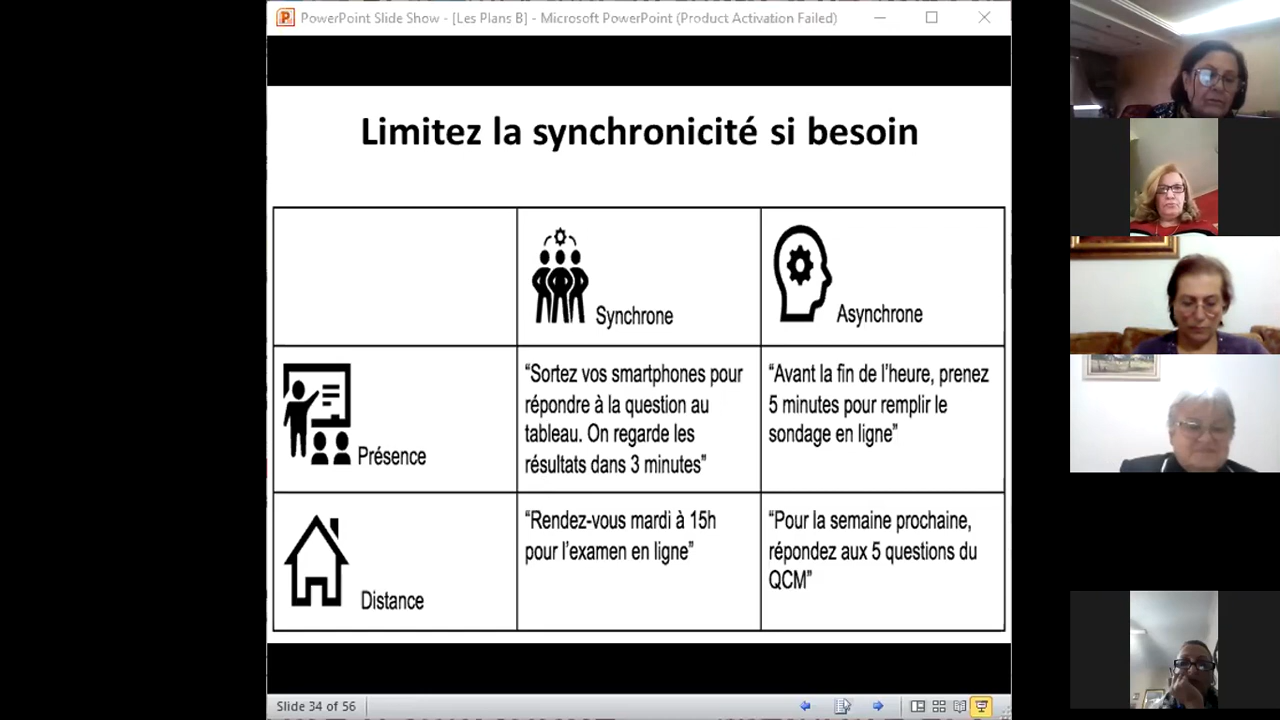 PowerPoint Slide Show - [Les Plans B] - Microsoft PowerPoint (Product Activation Failed)
Limitez la synchronicité si besoin
Synchrone
Asynchrone
Présence
“Sortez vos smartphones pour
répondre à la question au
tableau. On regarde les
résultats dans 3 minutes”
“Avant la fin de l’heure, prenez
5 minutes pour remplir le
sondage en ligne”
Distance
“Rendez-vous mardi à 15h
pour l’examen en ligne”
“Pour la semaine prochaine,
répondez aux 5 questions du
QCM”
Slide 34 of 56